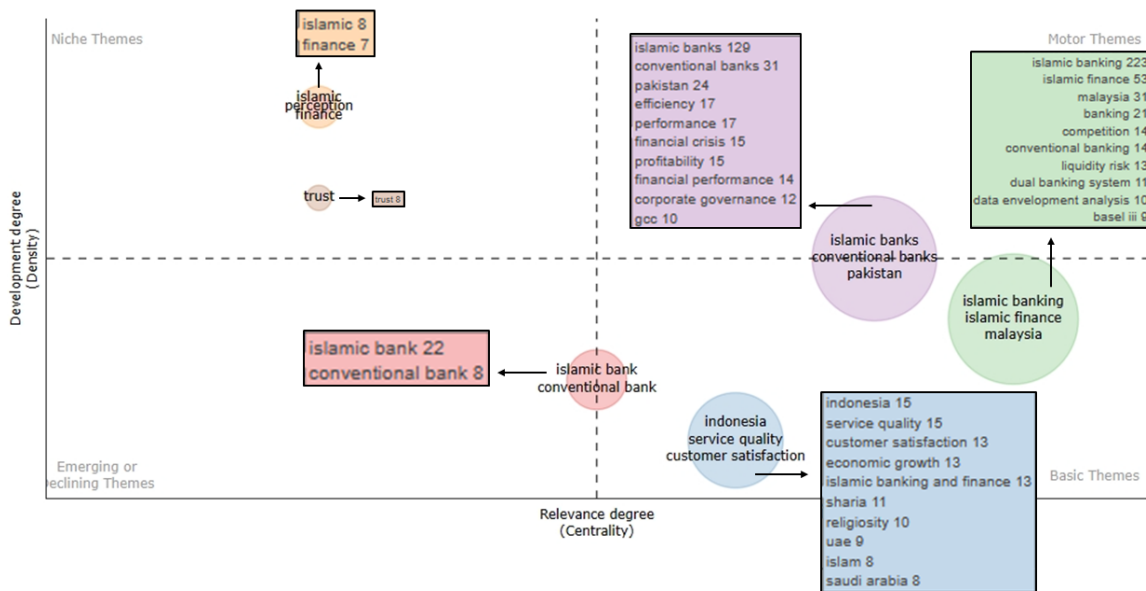 Niche Themes
Motor Themes
islamic 8
finance 7
islamic
perception
finance
trust
trust 8
islamic banks 129
conventional banks 31
pakistan 24
efficiency 17
performance 17
financial crisis 15
profitability 15
financial performance 14
corporate governance 12
gcc 10
islamic banking 223
islamic finance 53
malaysia 31
banking 21
competition 14
conventional banking 14
liquidity risk 13
dual banking system 11
data envelopment analysis 10
basel iii 9
islamic banks
conventional banks
pakistan
islamic banking
islamic finance
malaysia
Development degree
(Density)
islamic bank 22
conventional bank 8
islamic bank
conventional bank
indonesia
service quality
customer satisfaction
indonesia 15
service quality 15
customer satisfaction 13
economic growth 13
islamic banking and finance 13
sharia 11
religiosity 10
uae 9
islam 8
saudi arabia 8
Emerging or
eclining Themes
Basic Themes
Relevance degree
(Centrality)